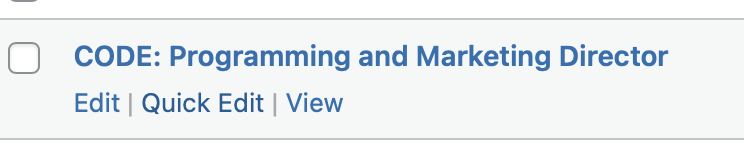 CODE: Programming and Marketing Director
Edit | Quick Edit | View